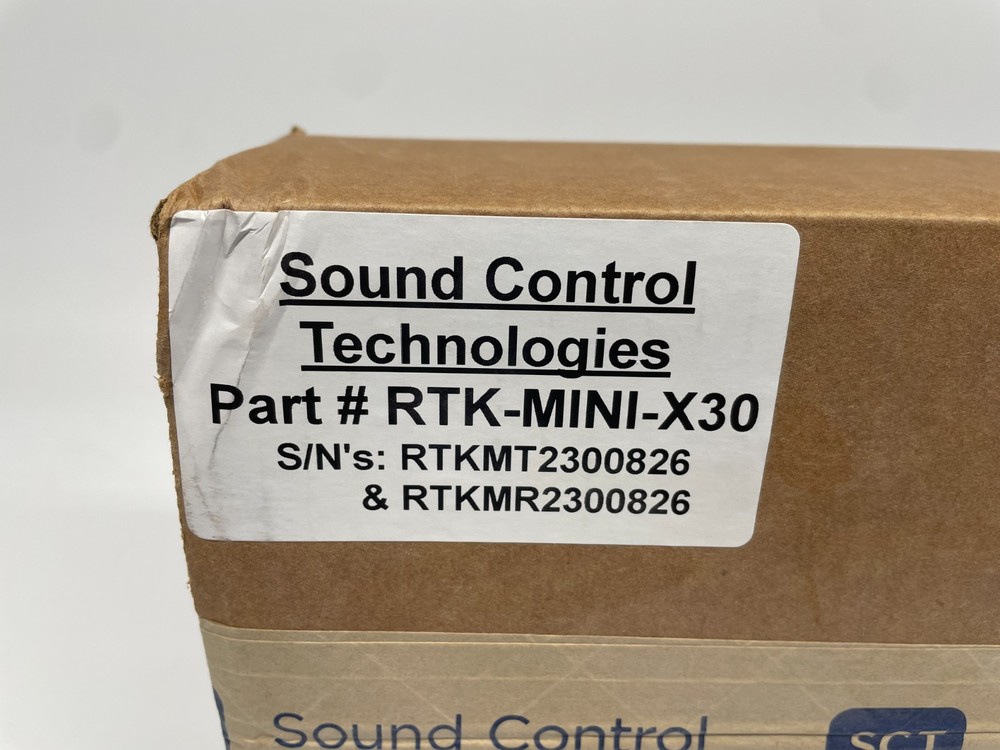 Sound Control
Technologies
Part # RTK-MINI-X30
S/N's: RTKMT2300826
& RTKMR2300826
Sound Control
SCT